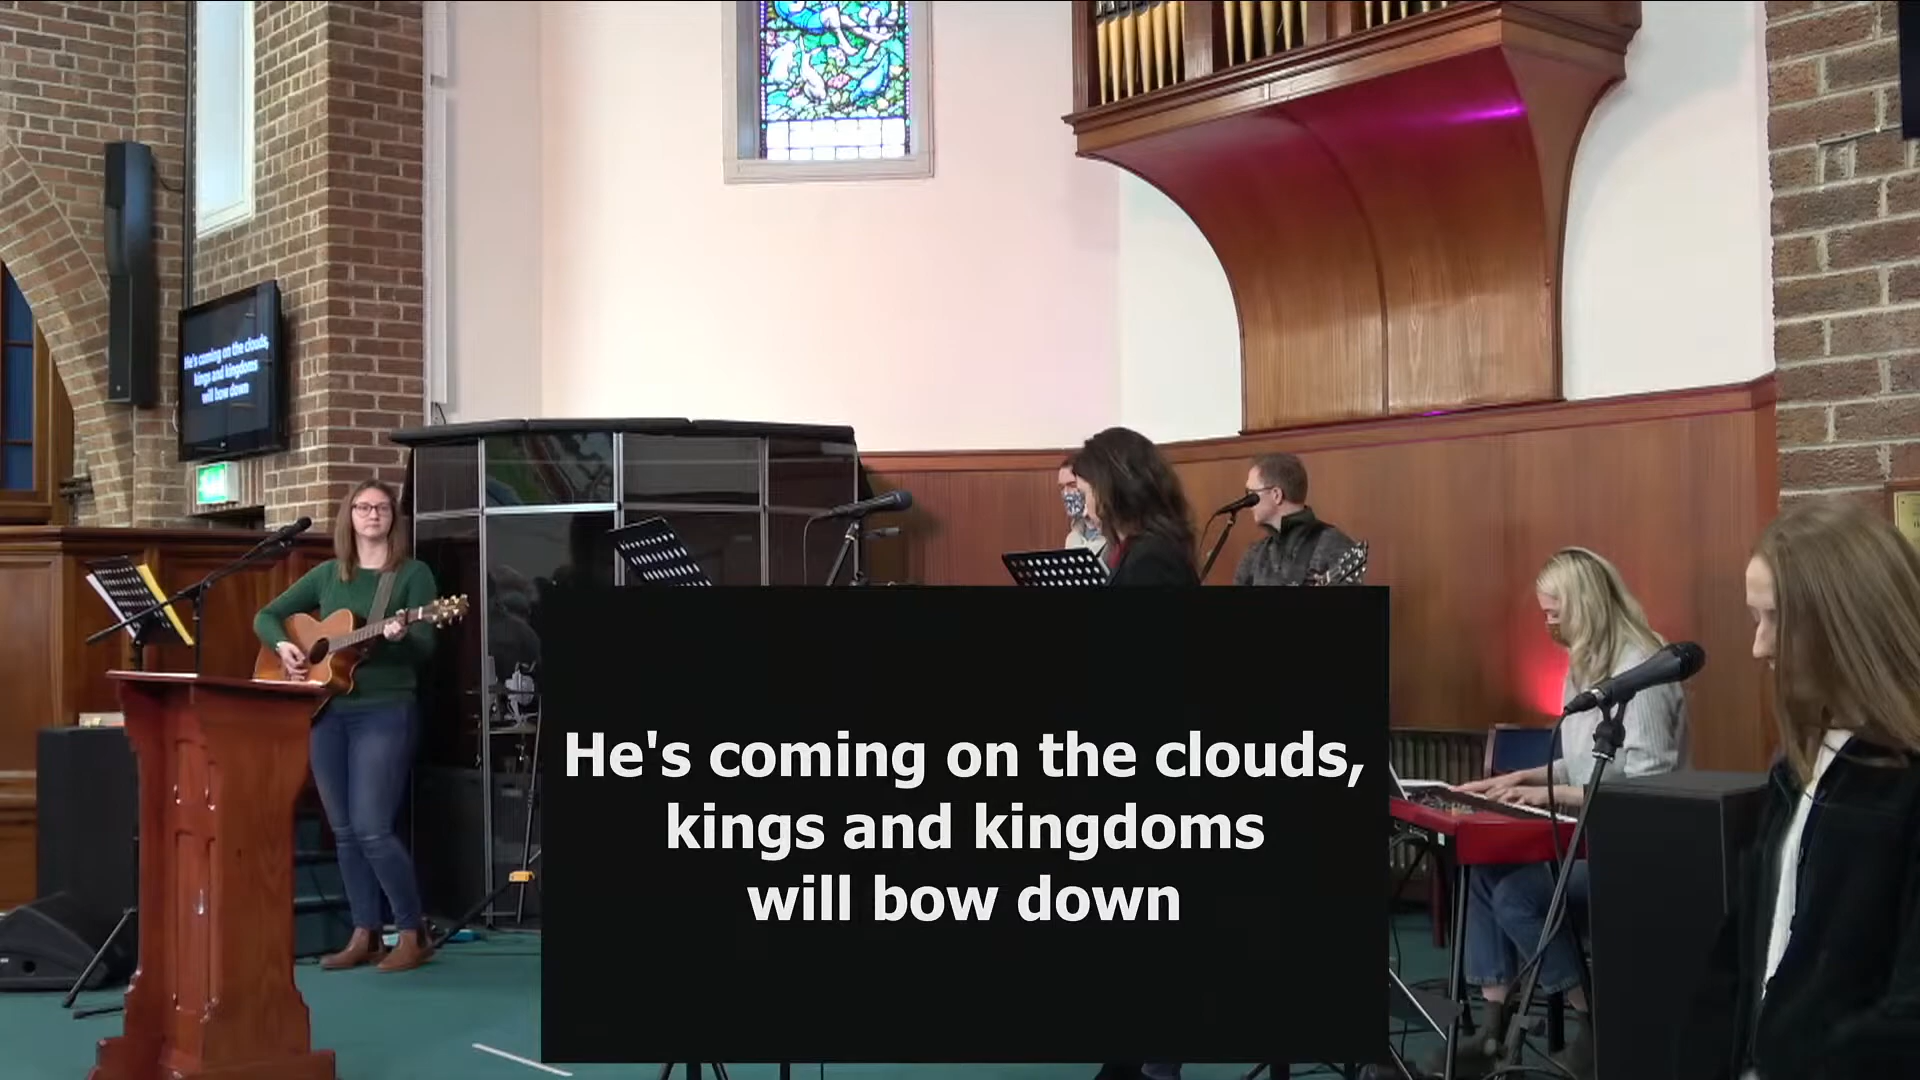 He's coming on the clouds,
kings and kingdoms
will bow down
He's coming on the clouds,
kings and kingdoms
will bow down